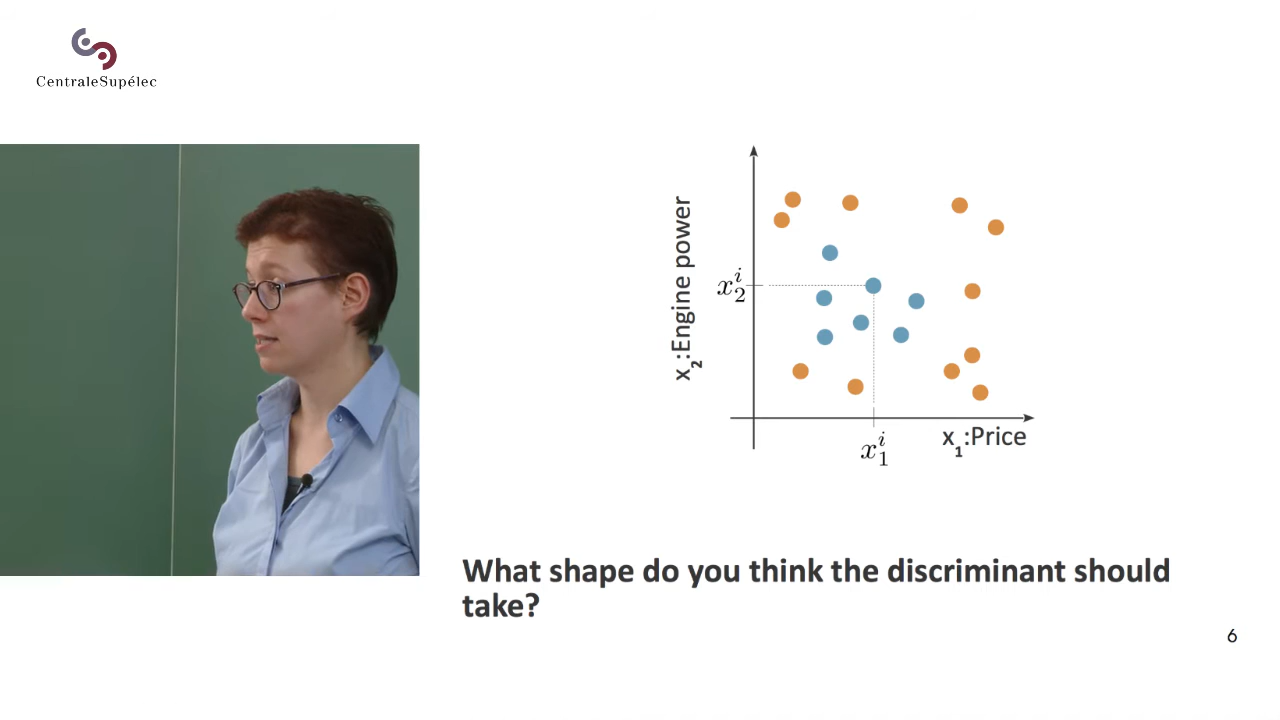 CentraleSupélec
x₂:Engine power
x₂ⁱ
x₁ⁱ
x₁:Price
What shape do you think the discriminant should
take?
6